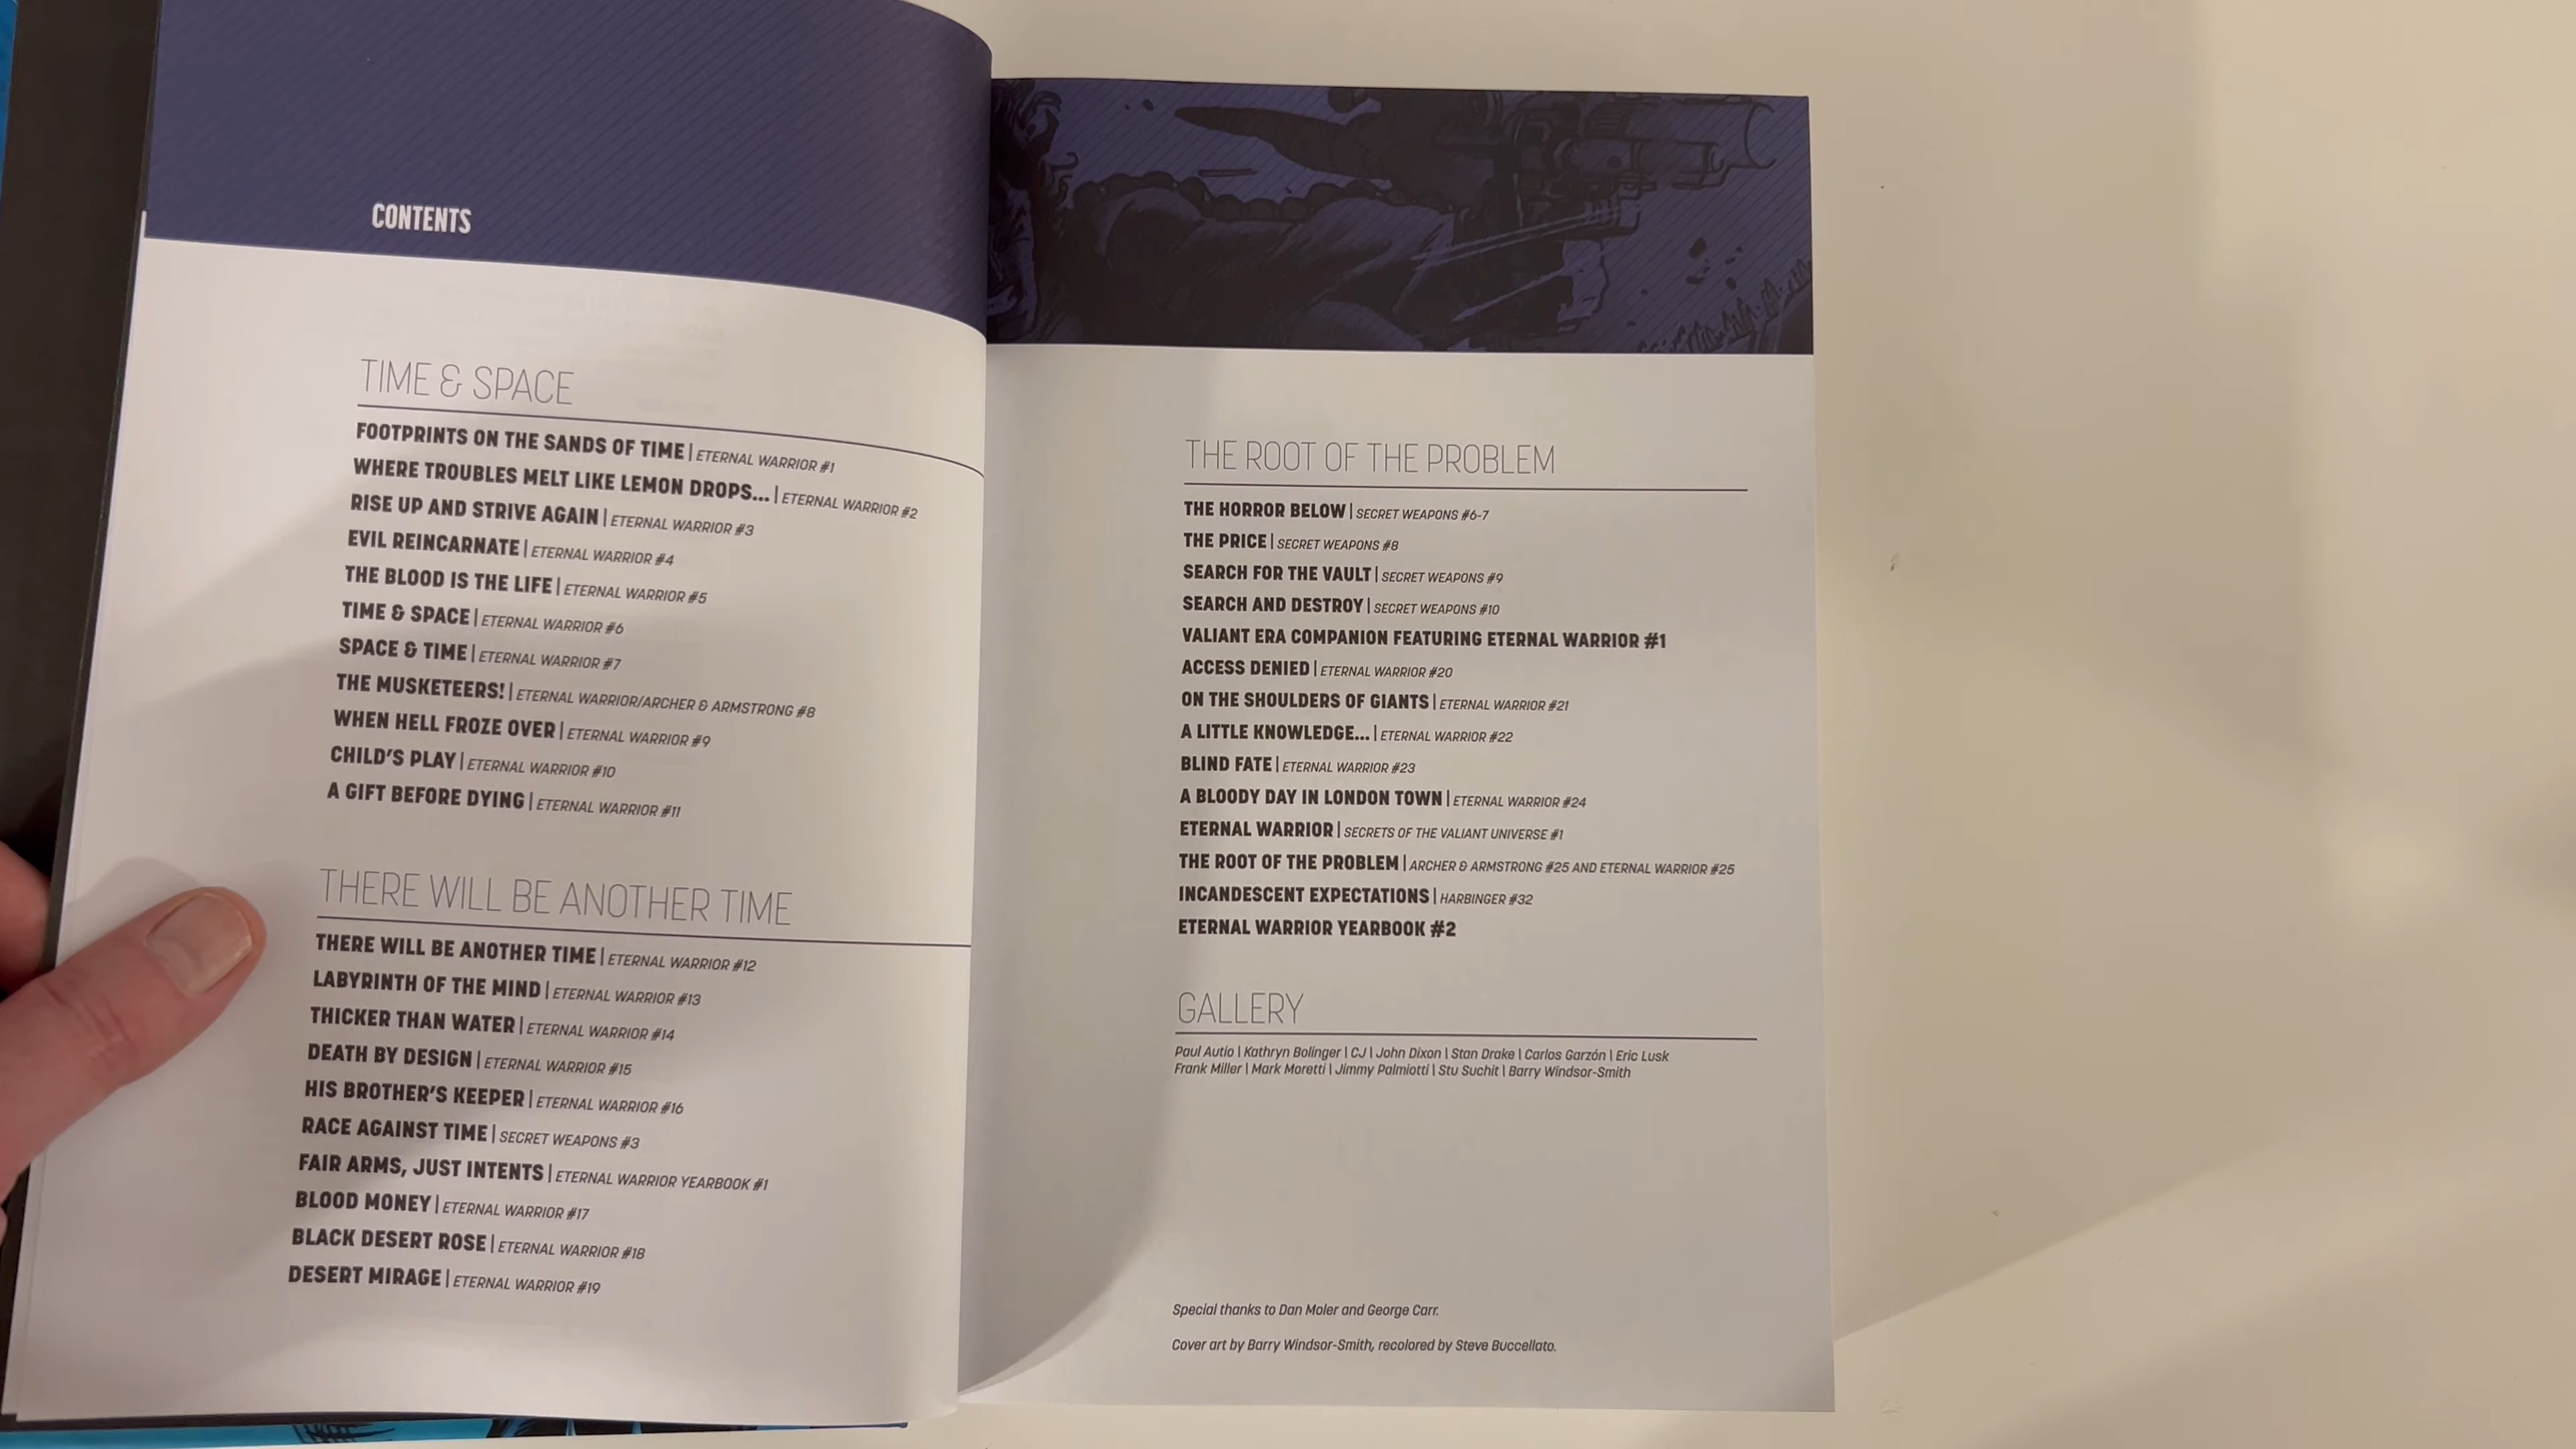 CONTENTS
TIME & SPACE
FOOTPRINTS ON THE SANDS OF TIME | ETERNAL WARRIOR #1
WHERE TROUBLES MELT LIKE LEMON DROPS... | ETERNAL WARRIOR #2
RISE UP AND STRIVE AGAIN | ETERNAL WARRIOR #3
EVIL REINCARNATE | ETERNAL WARRIOR #4
THE BLOOD IS THE LIFE | ETERNAL WARRIOR #5
TIME & SPACE | ETERNAL WARRIOR #6
SPACE & TIME | ETERNAL WARRIOR #7
THE MUSKETEERS! | ETERNAL WARRIOR/ARCHER & ARMSTRONG #8
WHEN HELL FROZE OVER | ETERNAL WARRIOR #9
CHILD'S PLAY | ETERNAL WARRIOR #10
A GIFT BEFORE DYING | ETERNAL WARRIOR #11
THERE WILL BE ANOTHER TIME
THERE WILL BE ANOTHER TIME | ETERNAL WARRIOR #12
LABYRINTH OF THE MIND | ETERNAL WARRIOR #13
THICKER THAN WATER | ETERNAL WARRIOR #14
DEATH BY DESIGN | ETERNAL WARRIOR #15
HIS BROTHER'S KEEPER | ETERNAL WARRIOR #16
RACE AGAINST TIME | SECRET WEAPONS #3
FAIR ARMS, JUST INTENTS | ETERNAL WARRIOR YEARBOOK #1
BLOOD MONEY | ETERNAL WARRIOR #17
BLACK DESERT ROSE | ETERNAL WARRIOR #18
DESERT MIRAGE | ETERNAL WARRIOR #19
THE ROOT OF THE PROBLEM
THE HORROR BELOW | SECRET WEAPONS #6-7
THE PRICE | SECRET WEAPONS #8
SEARCH FOR THE VAULT | SECRET WEAPONS #9
SEARCH AND DESTROY | SECRET WEAPONS #10
VALIANT ERA COMPANION FEATURING ETERNAL WARRIOR #1
ACCESS DENIED | ETERNAL WARRIOR #20
ON THE SHOULDERS OF GIANTS | ETERNAL WARRIOR #21
A LITTLE KNOWLEDGE... | ETERNAL WARRIOR #22
BLIND FATE | ETERNAL WARRIOR #23
A BLOODY DAY IN LONDON TOWN | ETERNAL WARRIOR #24
ETERNAL WARRIOR | SECRETS OF THE VALIANT UNIVERSE #1
THE ROOT OF THE PROBLEM | ARCHER & ARMSTRONG #25 AND ETERNAL WARRIOR #25
INCANDESCENT EXPECTATIONS | HARBINGER #32
ETERNAL WARRIOR YEARBOOK #2
GALLERY
Paul Autio \ Kathryn Bolinger \ CJ \ John Dixon \ Stan Drake \ Carlos Garzón \ Eric Lusk
Frank Miller \ Mark Moretti \ Jimmy Palmiotti \ Stu Suchit \ Barry Windsor-Smith
Special thanks to Dan Moler and George Carr.
Cover art by Barry Windsor-Smith, recolored by Steve Buccellato.